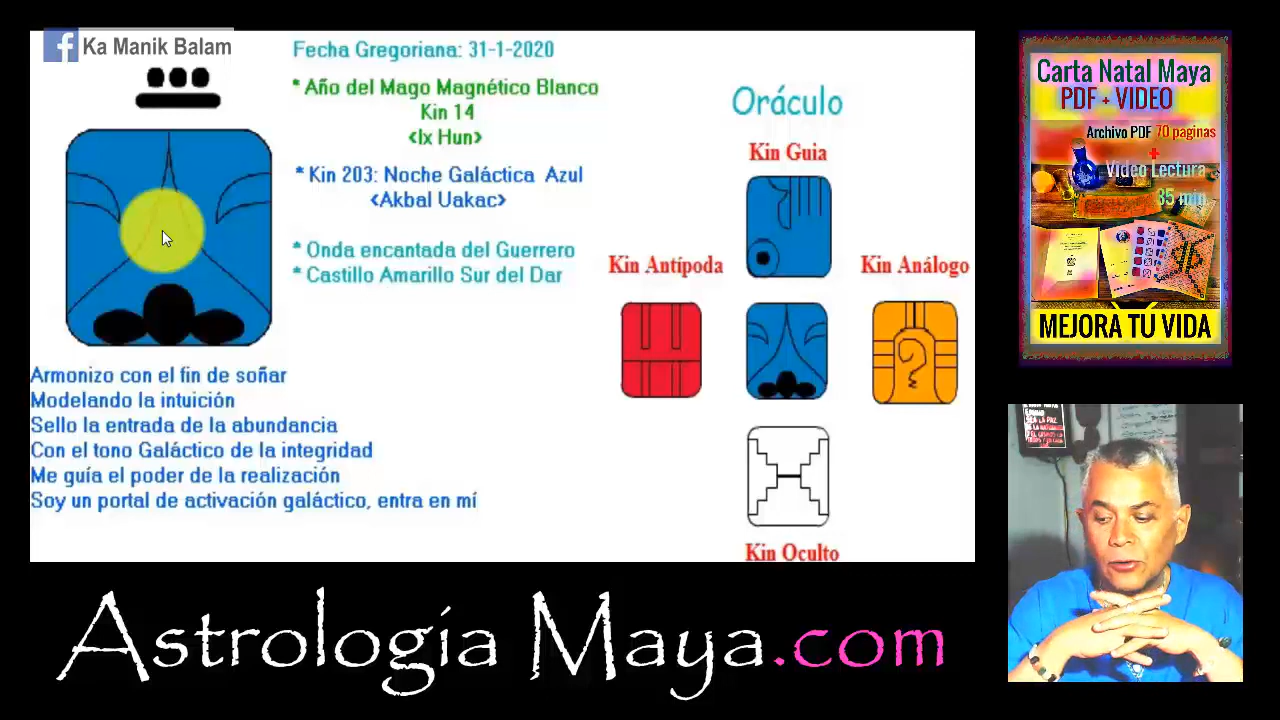 Ka Manik Balam
Fecha Gregoriana: 31-1-2020
* Año del Mago Magnético Blanco
Kin 14
<Ix Hun>
* Kin 203: Noche Galáctica Azul
<Akbal Uakac>
* Onda encantada del Guerrero
* Castillo Amarillo Sur del Dar
Armonizo con el fin de soñar
Modelando la intuición
Sello la entrada de la abundancia
Con el tono Galáctico de la integridad
Me guía el poder de la realización
Soy un portal de activación galáctico, entra en mí
Oráculo
Kin Guia
Kin Antípoda
Kin Análogo
Kin Oculto
Carta Natal Maya
PDF + VIDEO
Archivo PDF 70 paginas
+
Video Lectura
35 min.
MEJORA TU VIDA
Astrología Maya.com